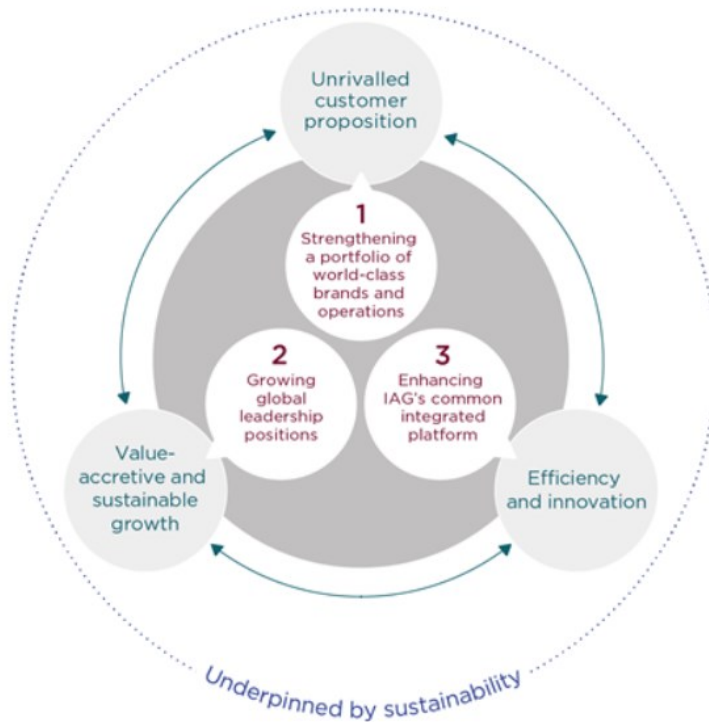 Unrivalled
customer
proposition
1
Strengthening
a portfolio of
world-class
brands and
operations
2
Growing
global
leadership
positions
3
Enhancing
IAG's common
integrated
platform
Value-
accretive and
sustainable
growth
Efficiency
and innovation
Underpinned by sustainability